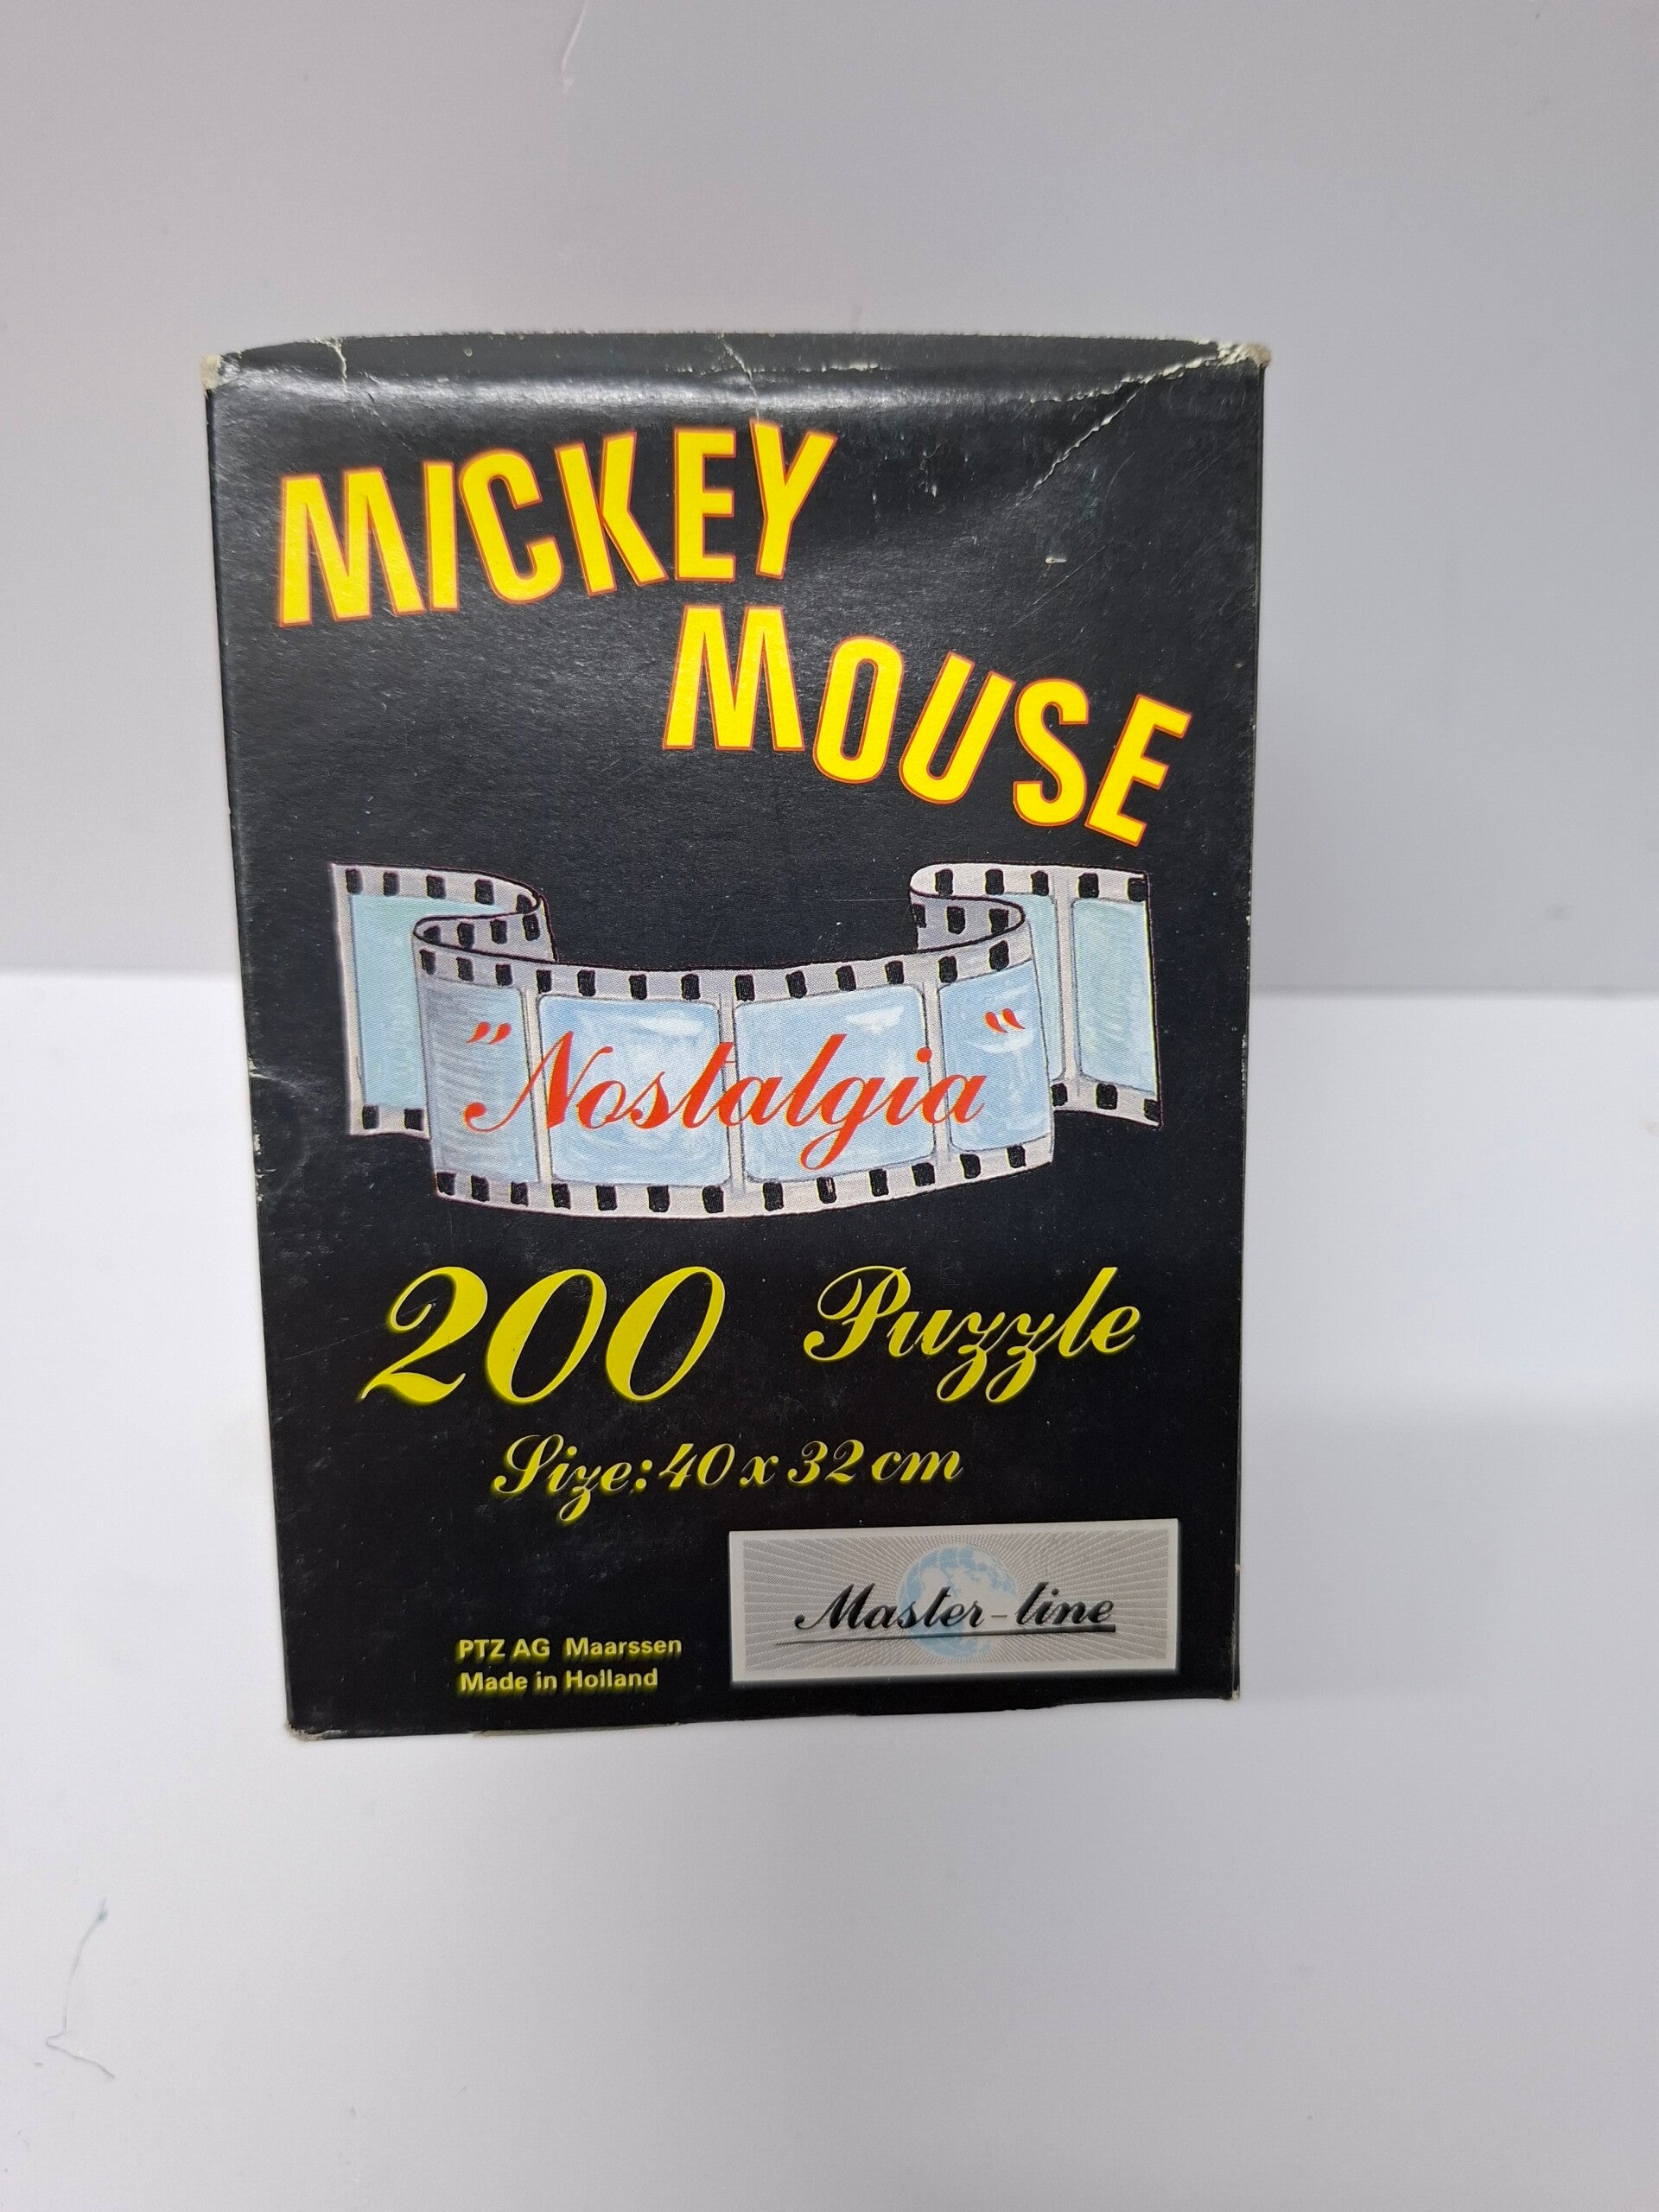 MICKEY
MOUSE
"Nostalgia"
200 Puzzle
Size: 40 x 32 cm
Master-line
PTZ AG Maarssen
Made in Holland